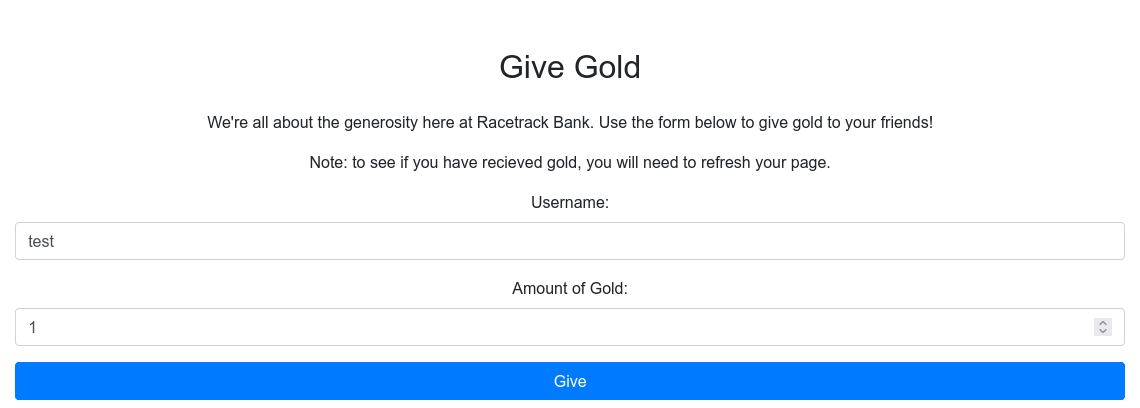 Give Gold
We're all about the generosity here at Racetrack Bank. Use the form below to give gold to your friends!
Note: to see if you have recieved gold, you will need to refresh your page.
Username:
test
Amount of Gold:
1
Give